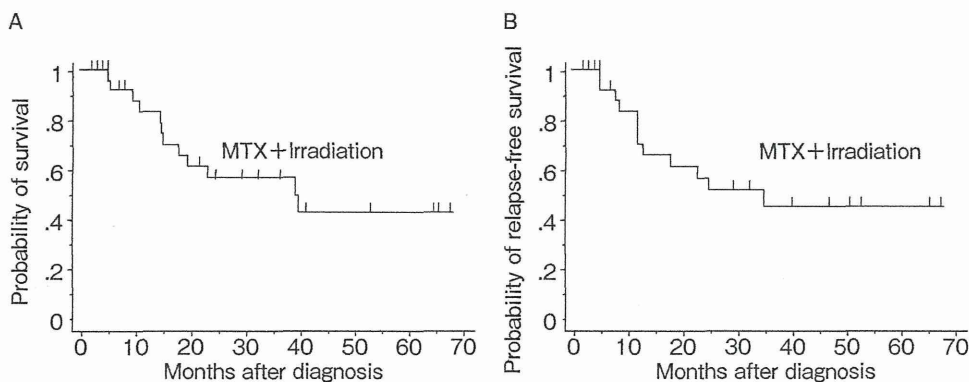 A
Probability of survival
1
.8
.6
.4
.2
0
MTX+Irradiation
0 10 20 30 40 50 60 70
Months after diagnosis
B
Probability of relapse-free survival
1
.8
.6
.4
.2
0
MTX+Irradiation
0 10 20 30 40 50 60 70
Months after diagnosis